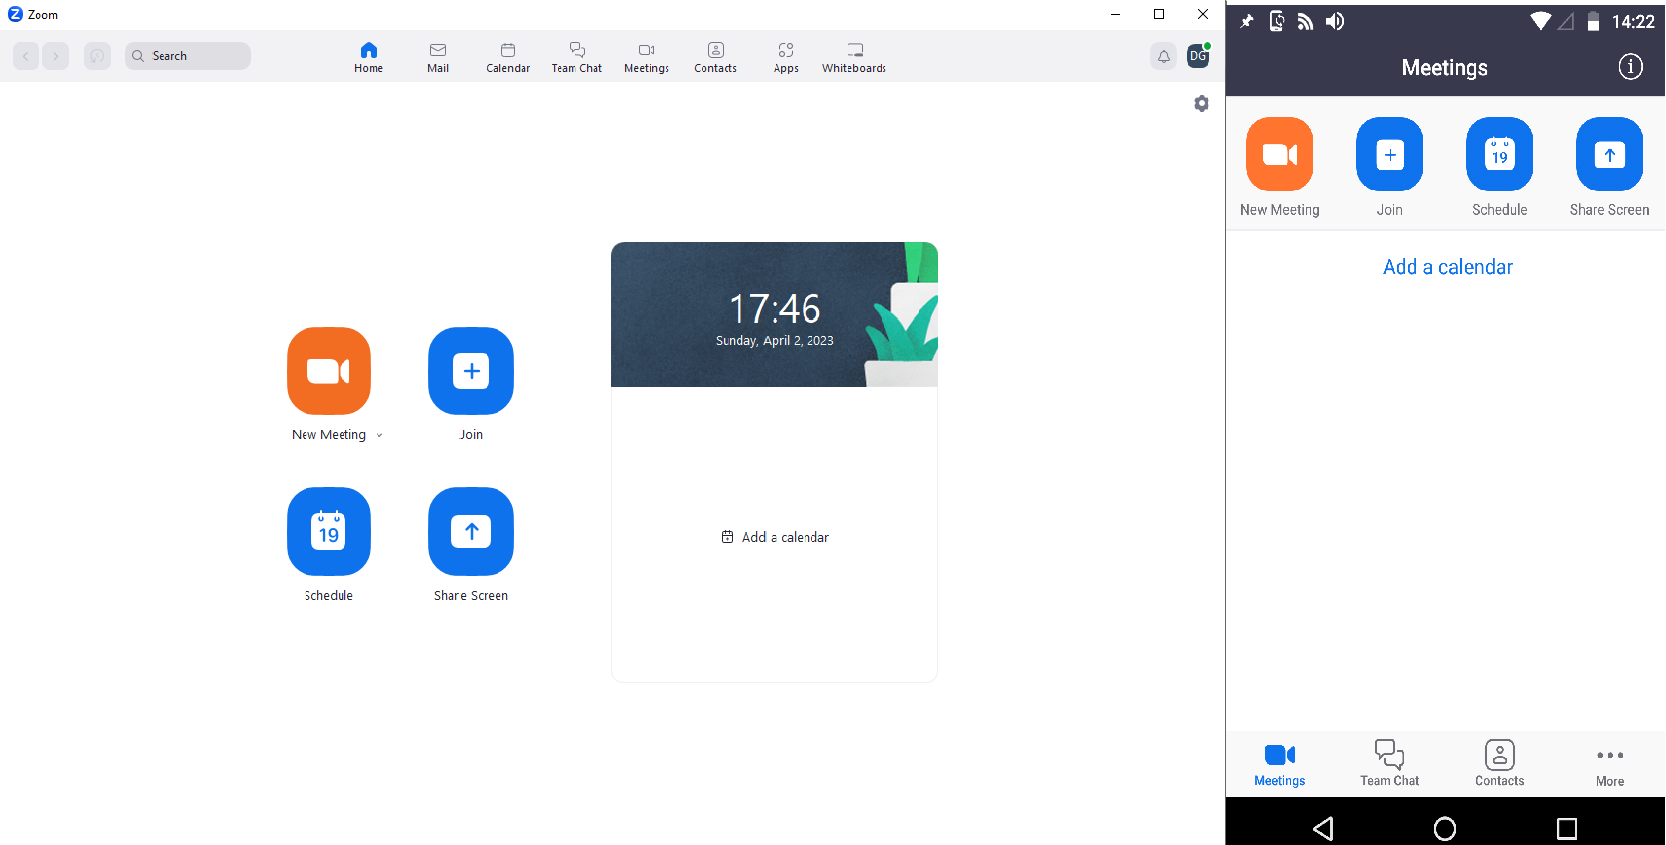 Zoom
Search
Home
Mail
Calendar
Team Chat
Meetings
Contacts
Apps
Whiteboards
DG
17:46
Sunday, April 2, 2023
New Meeting
Join
19
Schedule
Share Screen
Add a calendar
14:22
Meetings
19
New Meeting
Join
Schedule
Share Screen
Add a calendar
Meetings
Team Chat
Contacts
More